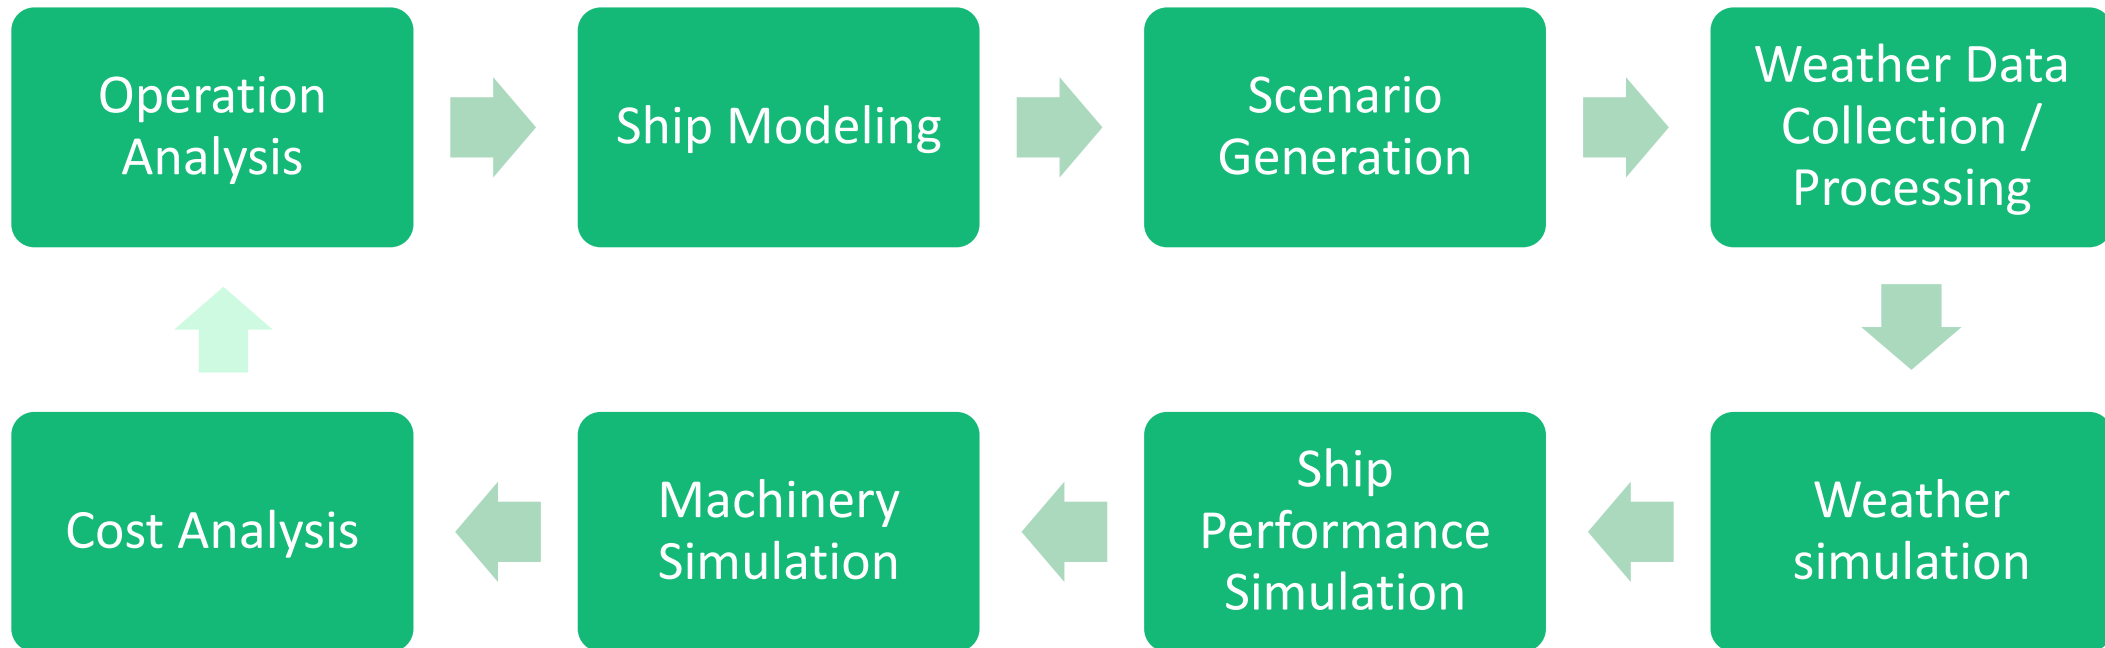 Operation
Analysis
Ship Modeling
Scenario
Generation
Weather Data
Collection /
Processing
Cost Analysis
Machinery
Simulation
Ship
Performance
Simulation
Weather
simulation